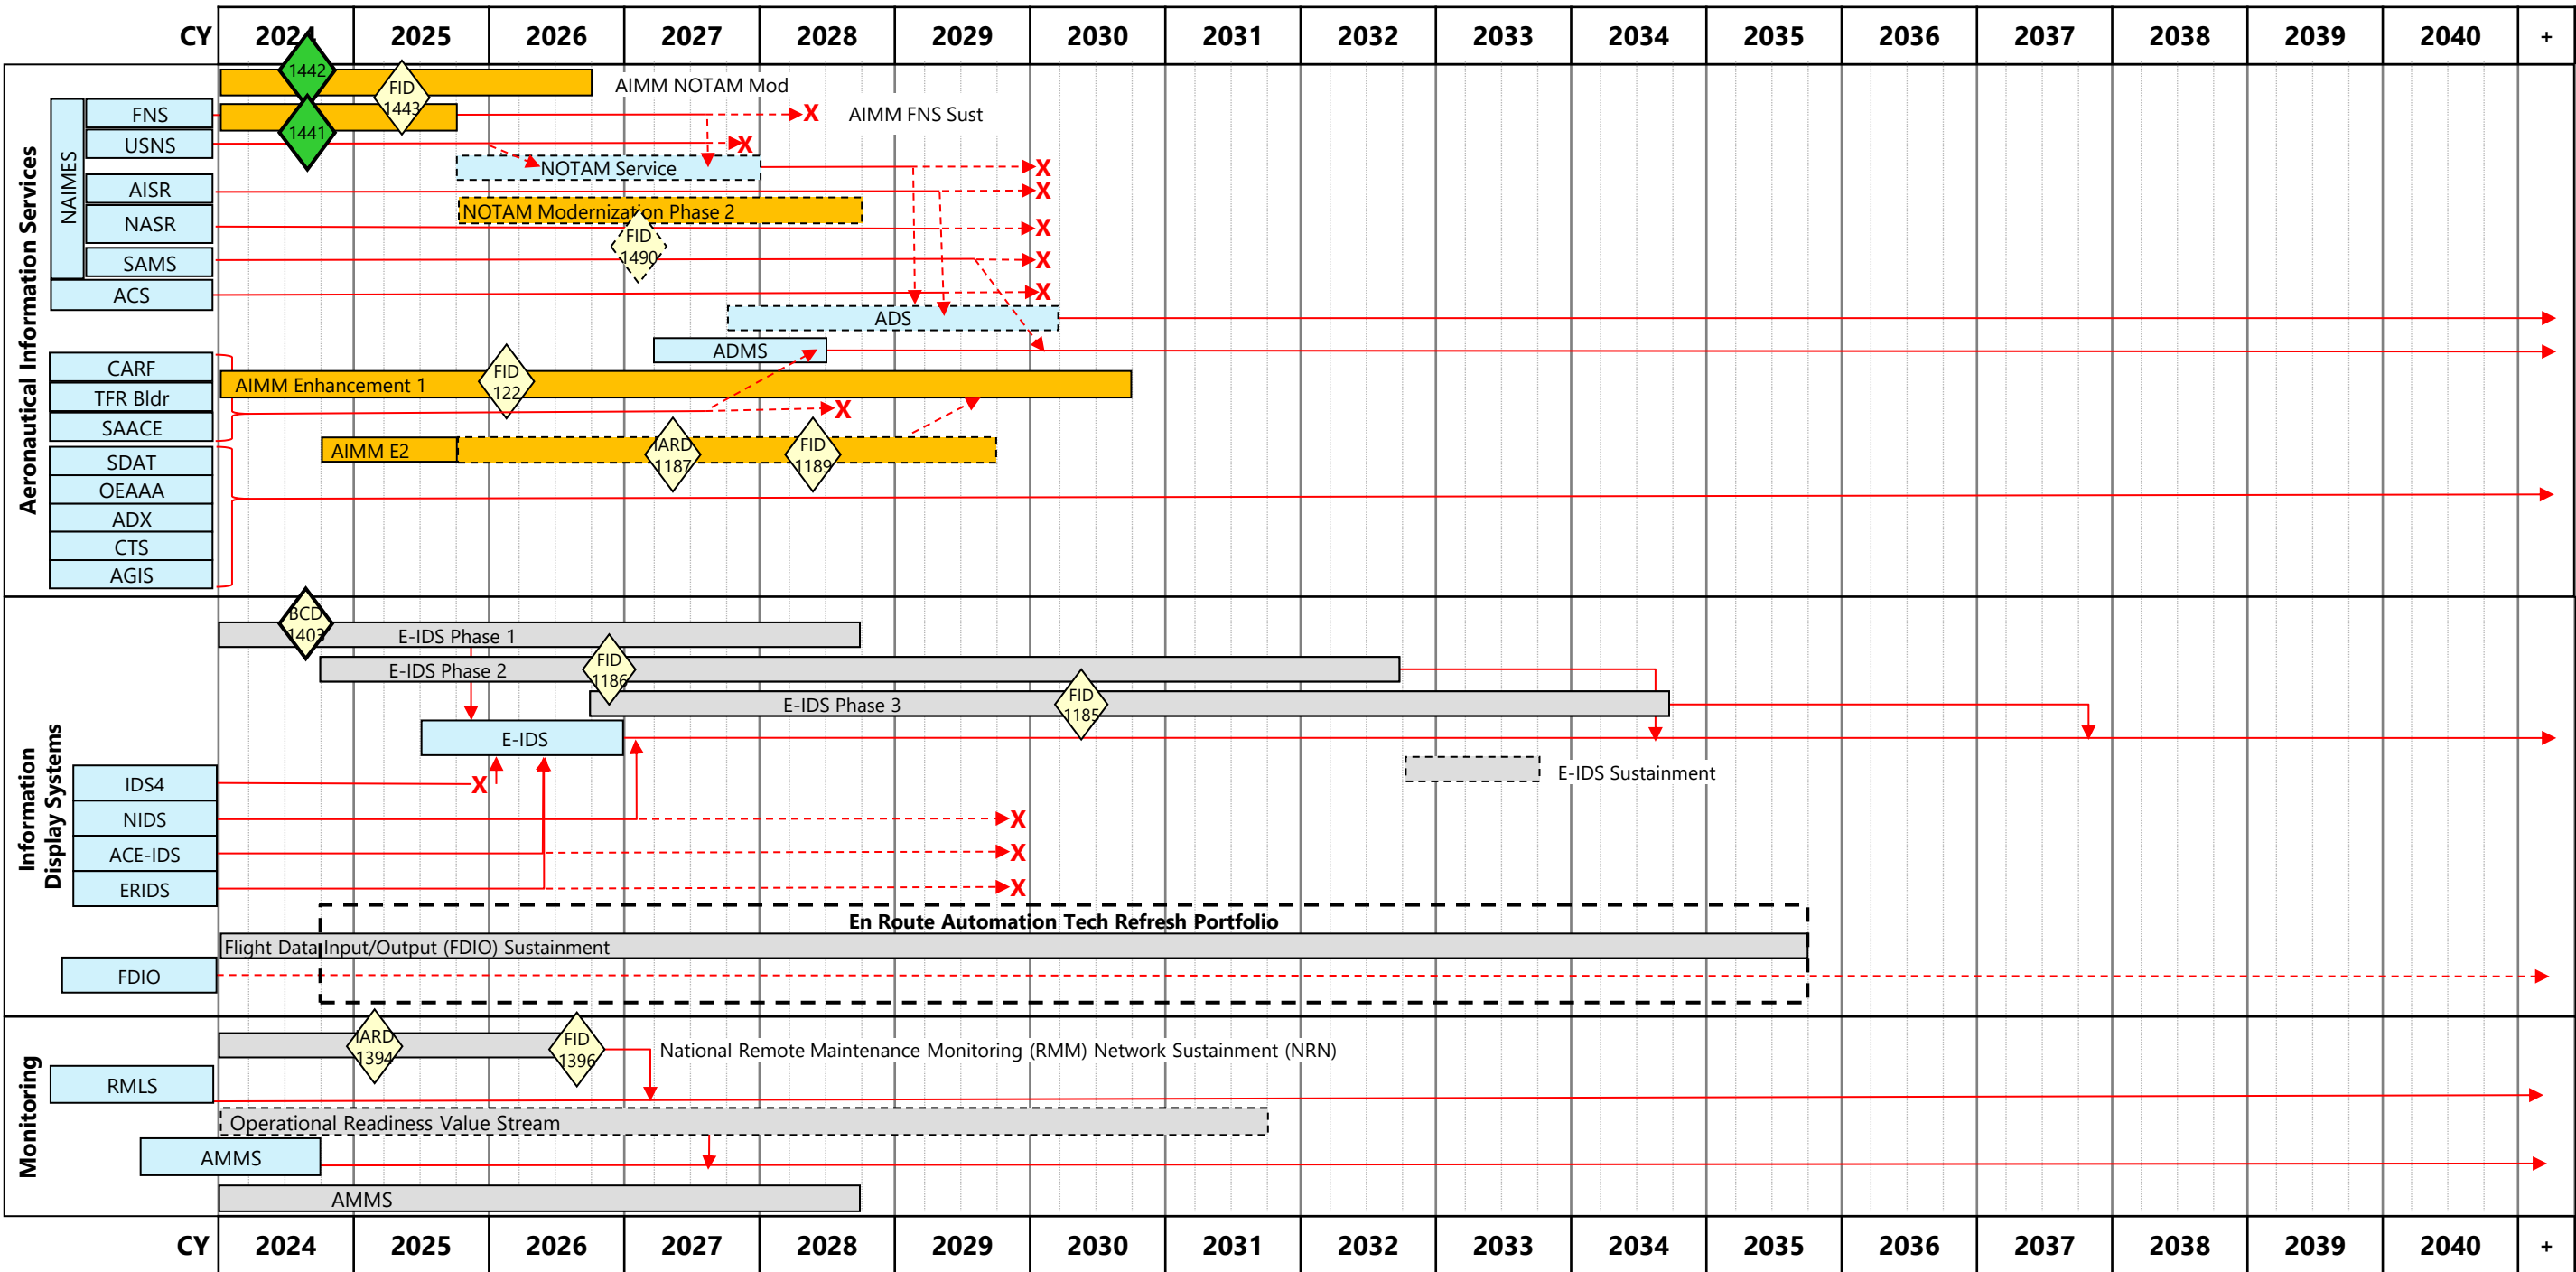 CY 2024 2025 2026 2027 2028 2029 2030 2031 2032 2033 2034 2035 2036 2037 2038 2039 2040 +
Aeronautical Information Services
NAIMES
1442
FID
1443
AIMM NOTAM Mod
FNS
1441
AIMM FNS Sust
X
USNS
X
NOTAM Service
X
AISR
X
NOTAM Modernization Phase 2
NASR
X
FID
1490
SAMS
X
ACS
X
ADS
ADMS
CARF
FID
122
AIMM Enhancement 1
TFR Bldr
X
SAACE
AIMM E2
IARD
1187
FID
1189
SDAT
OEAAA
ADX
CTS
AGIS
Information
Display Systems
BCD
1403
E-IDS Phase 1
E-IDS Phase 2
FID
1186
E-IDS Phase 3
FID
1185
E-IDS
E-IDS Sustainment
IDS4
X
NIDS
X
ACE-IDS
X
ERIDS
X
En Route Automation Tech Refresh Portfolio
Flight Data Input/Output (FDIO) Sustainment
FDIO
Monitoring
IARD
1394
FID
1396
National Remote Maintenance Monitoring (RMM) Network Sustainment (NRN)
RMLS
Operational Readiness Value Stream
AMMS
AMMS
CY 2024 2025 2026 2027 2028 2029 2030 2031 2032 2033 2034 2035 2036 2037 2038 2039 2040 +